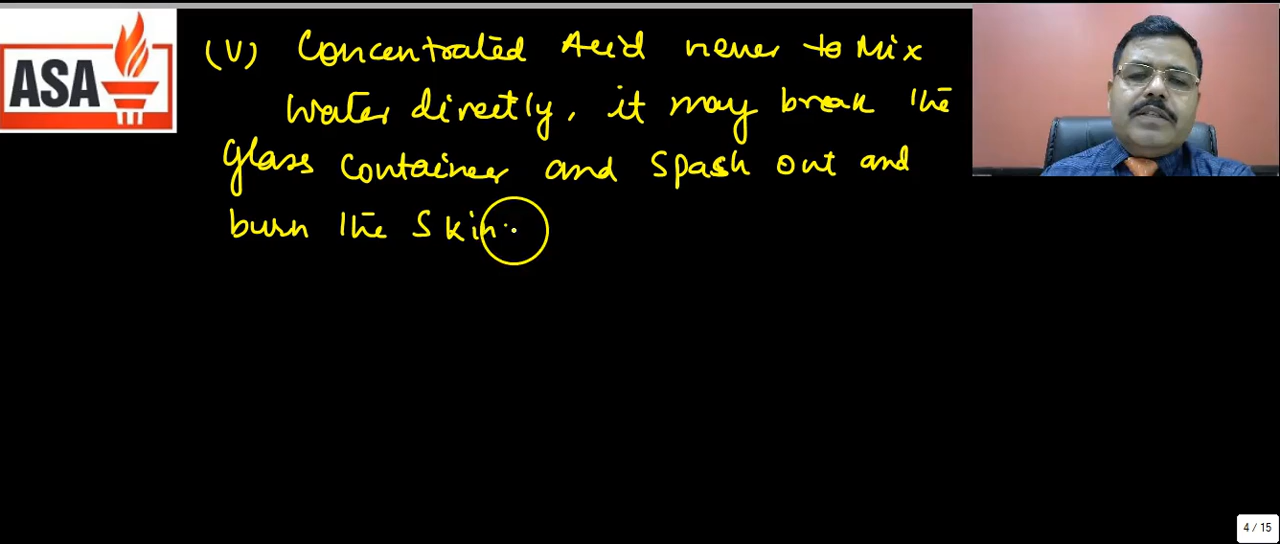 ASA
(V) Concentrated Acid never to Mix
Water directly, it may break the
glass container and spash out and
burn the Skin.
4 / 15